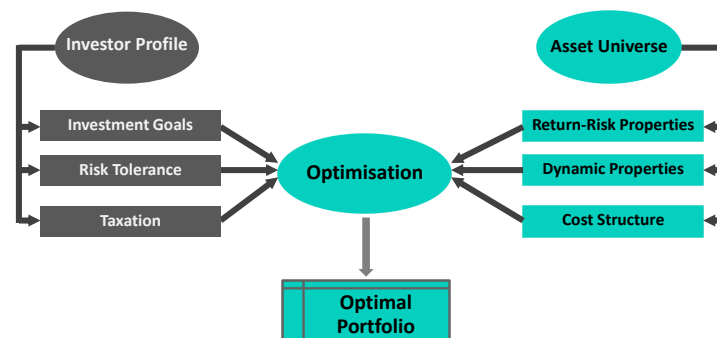 Investor Profile
Asset Universe
Investment Goals
Risk Tolerance
Taxation
Optimisation
Return-Risk Properties
Dynamic Properties
Cost Structure
Optimal
Portfolio